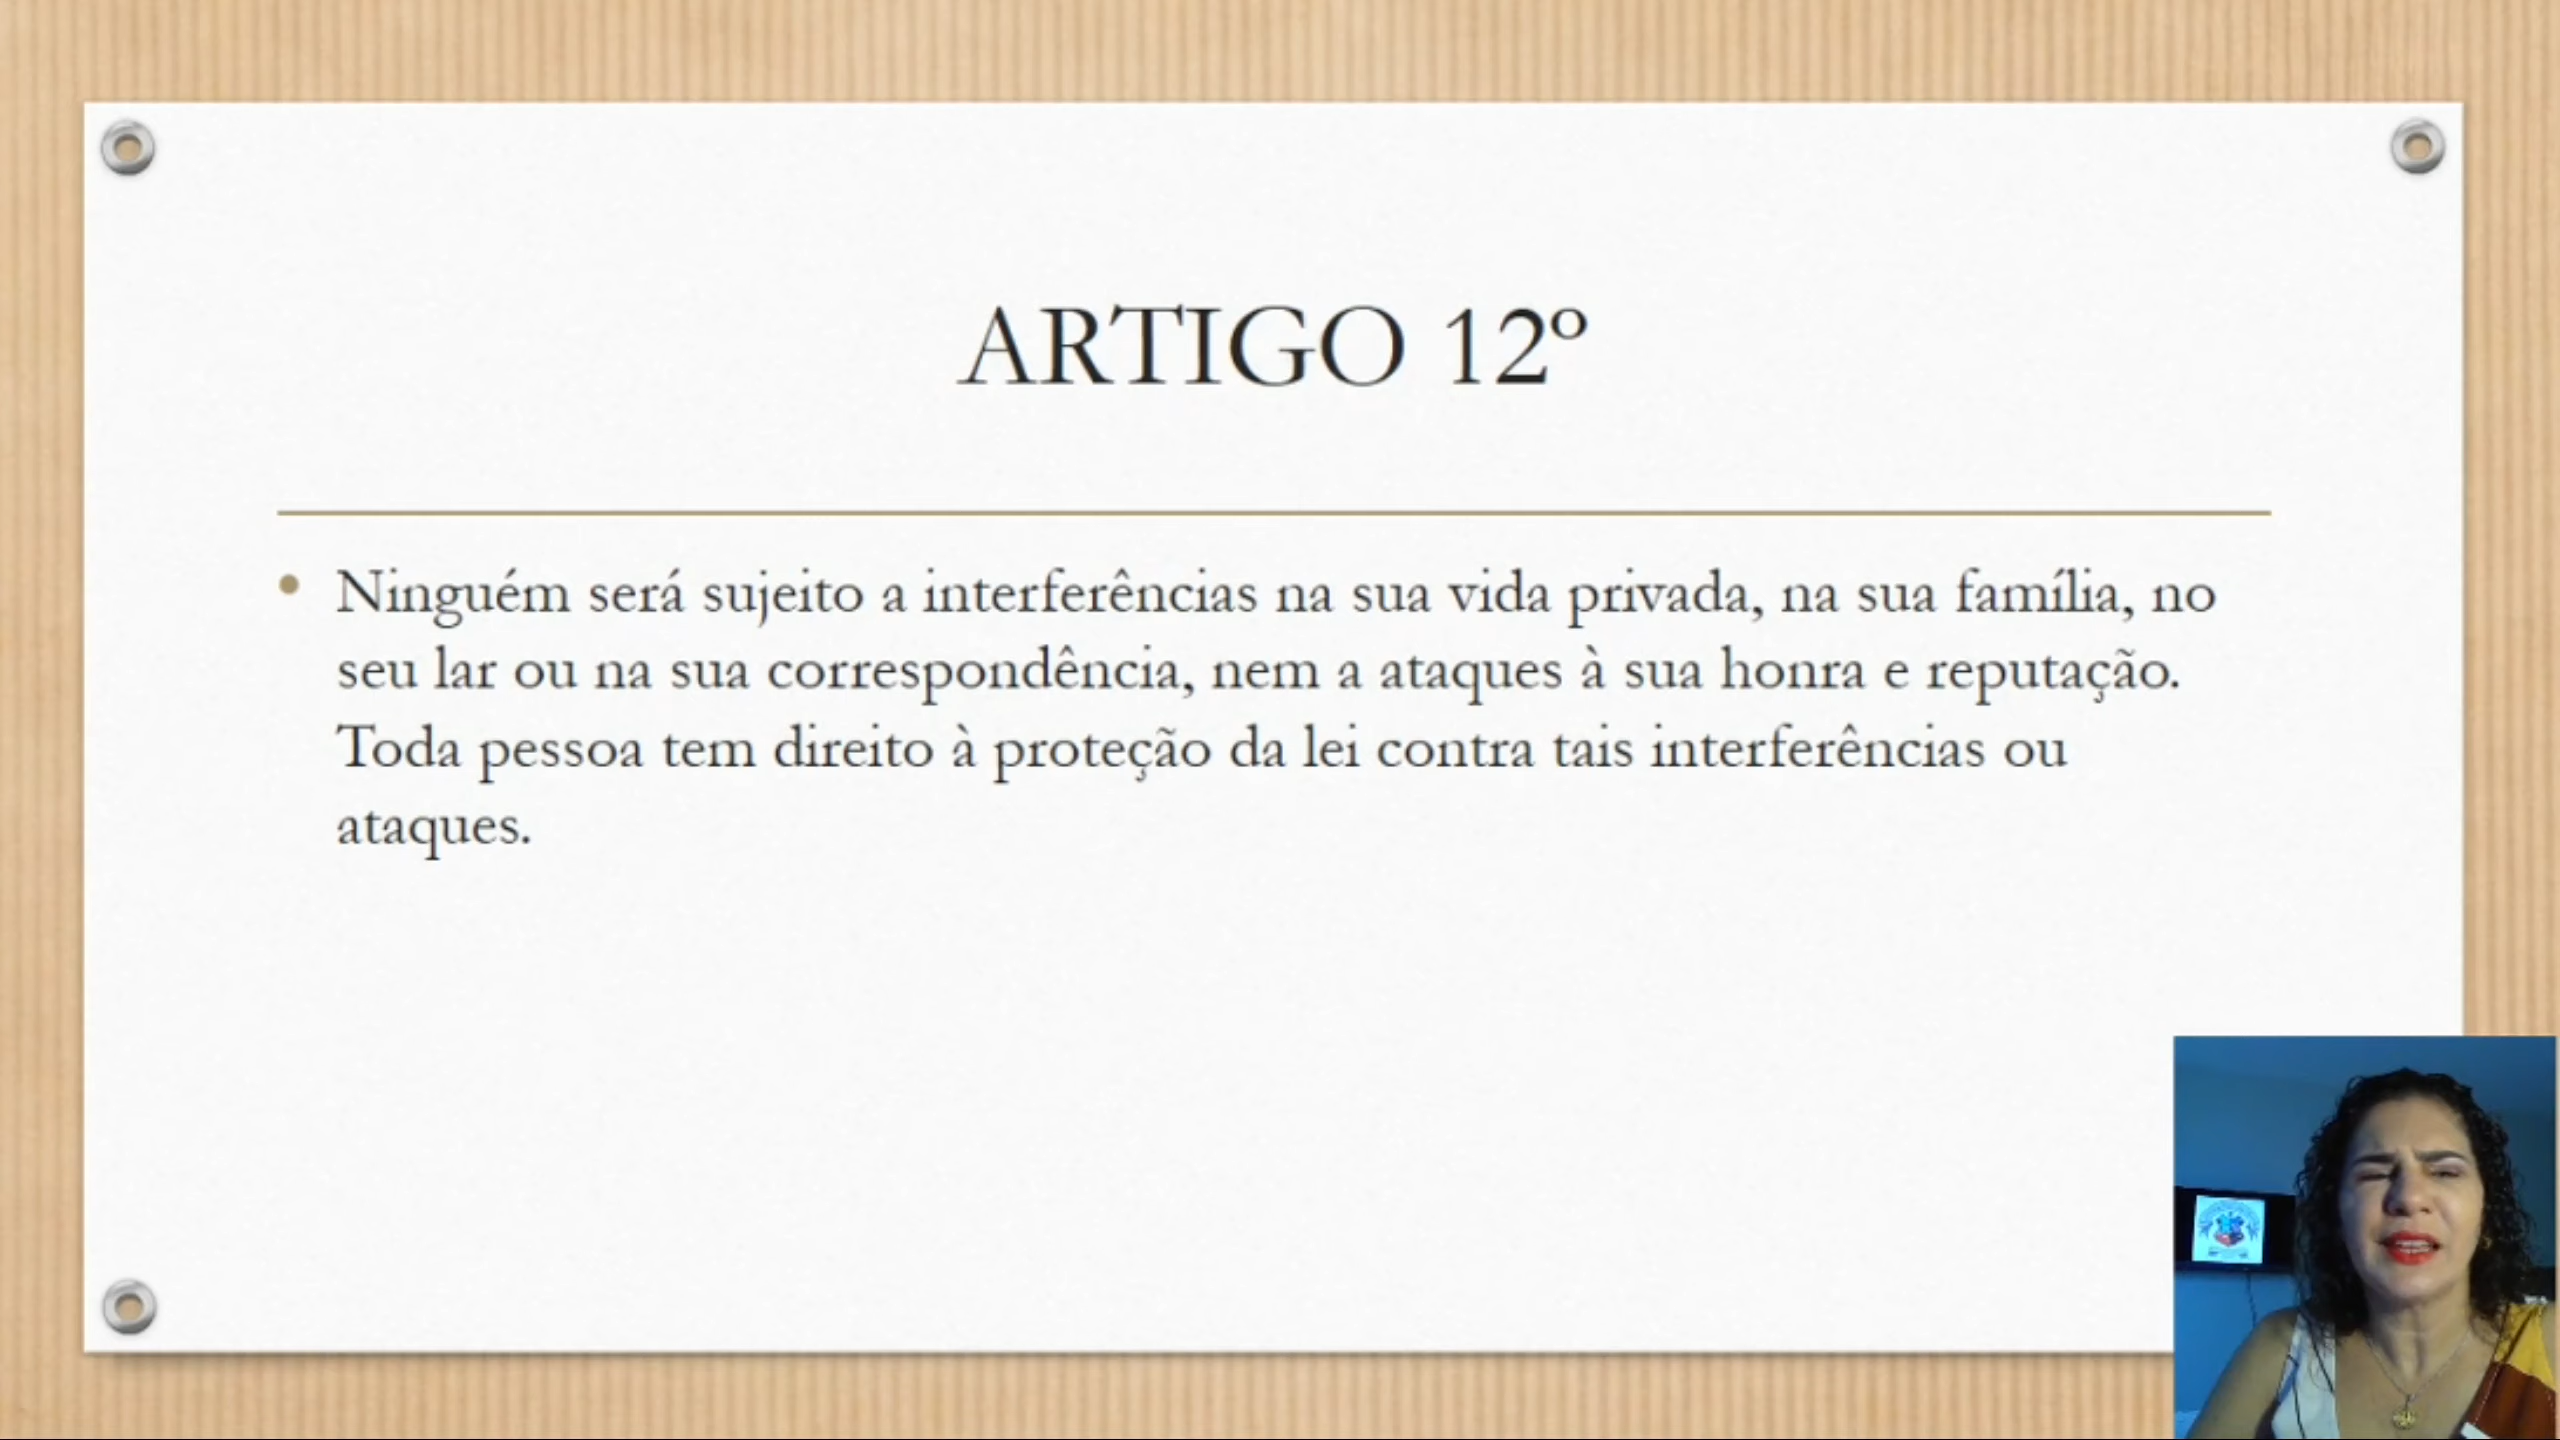 ARTIGO 12º
• Ninguém será sujeito a interferências na sua vida privada, na sua família, no
seu lar ou na sua correspondência, nem a ataques à sua honra e reputação.
Toda pessoa tem direito à proteção da lei contra tais interferências ou
ataques.